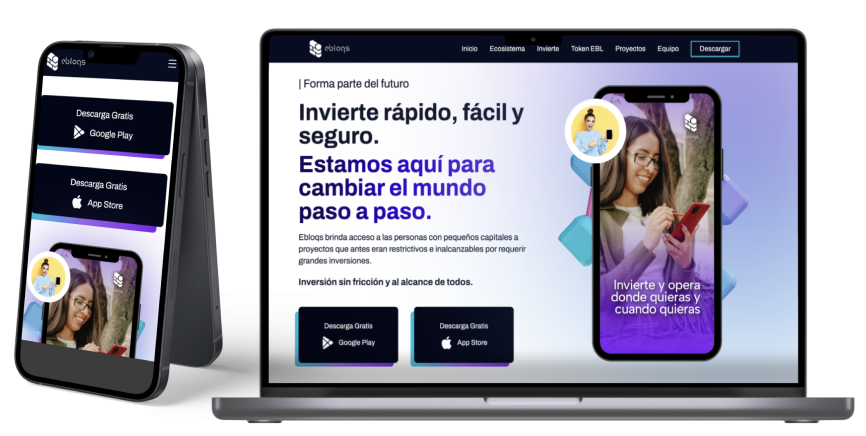 ebloqs
Descarga Gratis
Google Play
Descarga Gratis
App Store
ebloqs
Inicio Ecosistema Invierte Token EBL Proyectos Equipo Descargar
| Forma parte del futuro
Invierte rápido, fácil y
seguro.
Estamos aquí para
cambiar el mundo
paso a paso.
Ebloqs brinda acceso a las personas con pequeños capitales a
proyectos que antes eran restrictivos e inalcanzables por requerir
grandes inversiones.
Inversión sin fricción y al alcance de todos.
Descarga Gratis
Google Play
Descarga Gratis
App Store
Invierte y opera
donde quieras y
cuando quieras